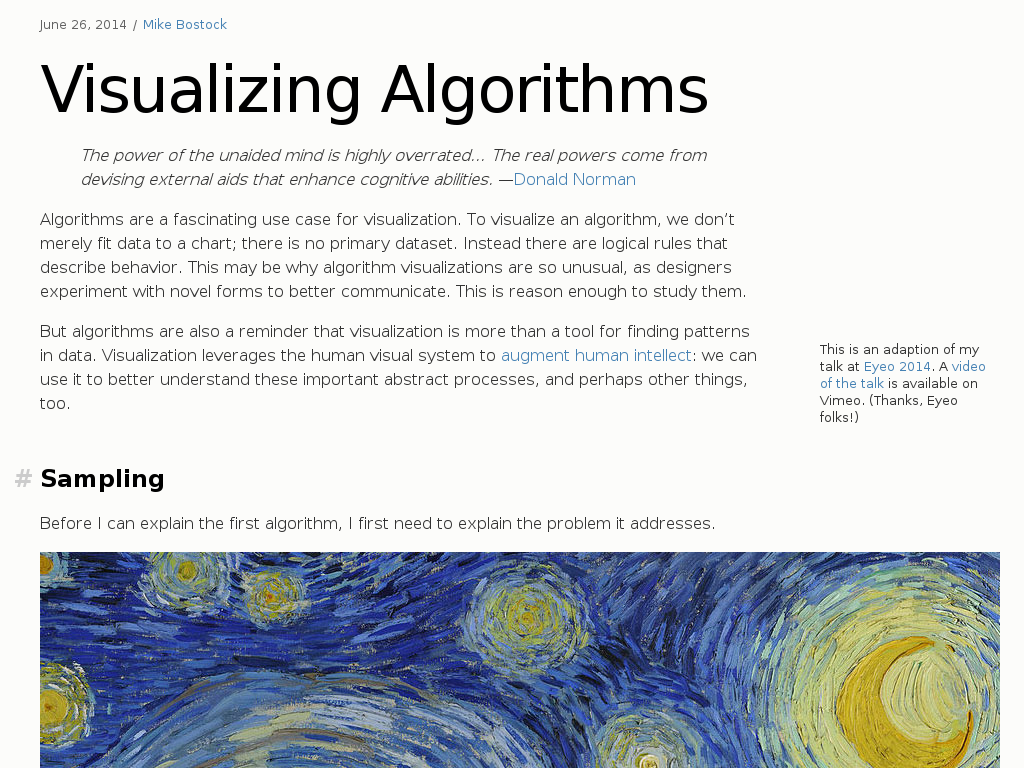 June 26, 2014 / Mike Bostock
Visualizing Algorithms
The power of the unaided mind is highly overrated… The real powers come from
devising external aids that enhance cognitive abilities. —Donald Norman
Algorithms are a fascinating use case for visualization. To visualize an algorithm, we don’t
merely fit data to a chart; there is no primary dataset. Instead there are logical rules that
describe behavior. This may be why algorithm visualizations are so unusual, as designers
experiment with novel forms to better communicate. This is reason enough to study them.
But algorithms are also a reminder that visualization is more than a tool for finding patterns
in data. Visualization leverages the human visual system to augment human intellect: we can
use it to better understand these important abstract processes, and perhaps other things,
too.
This is an adaption of my
talk at Eyeo 2014. A video
of the talk is available on
Vimeo. (Thanks, Eyeo
folks!)
# Sampling
Before I can explain the first algorithm, I first need to explain the problem it addresses.